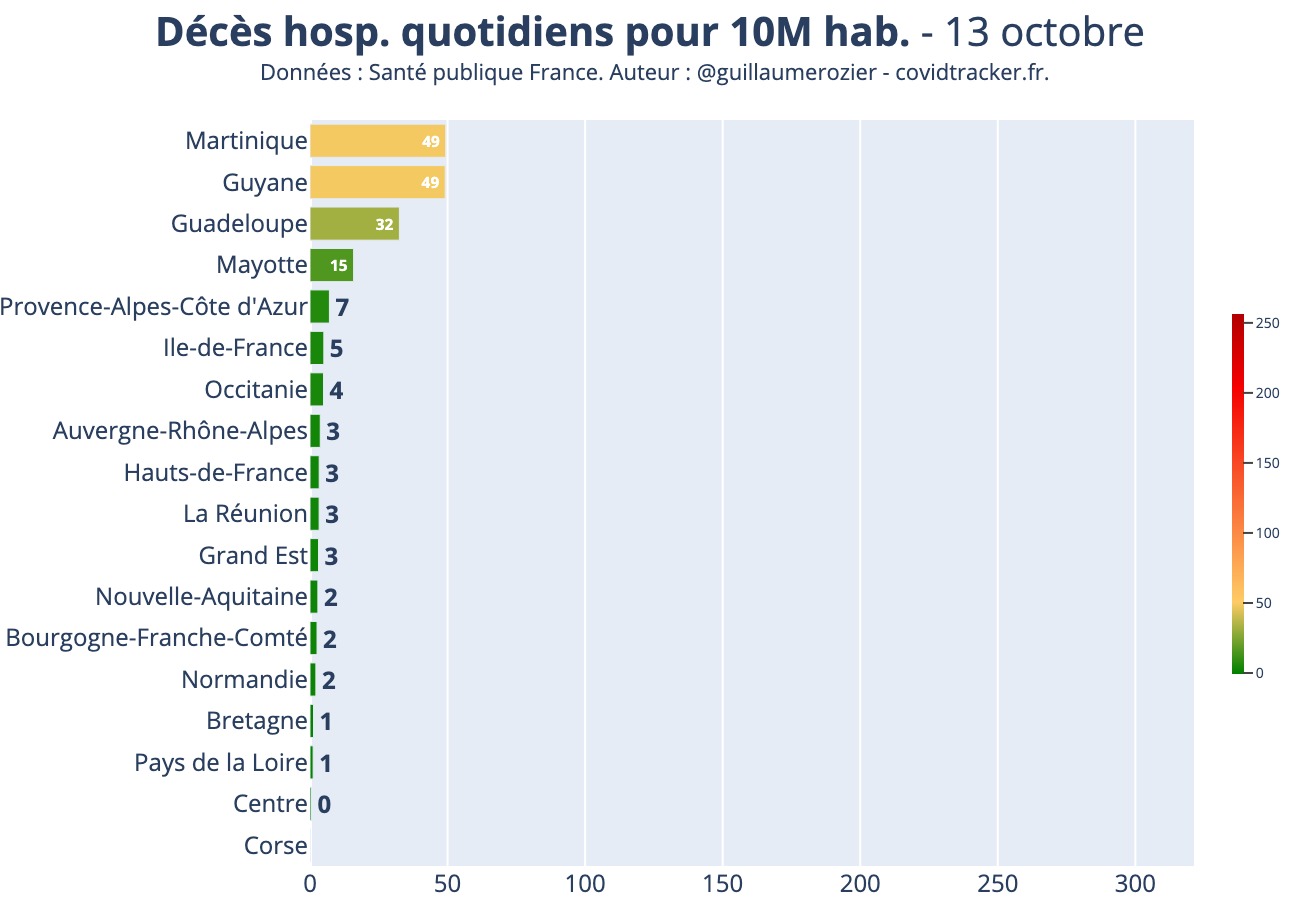 Décès hosp. quotidiens pour 10M hab. - 13 octobre
Données : Santé publique France. Auteur : @guillaumerozier - covidtracker.fr.
Martinique 49
Guyane 49
Guadeloupe 32
Mayotte 15
Provence-Alpes-Côte d'Azur 7
Ile-de-France 5
Occitanie 4
Auvergne-Rhône-Alpes 3
Hauts-de-France 3
La Réunion 3
Grand Est 3
Nouvelle-Aquitaine 2
Bourgogne-Franche-Comté 2
Normandie 2
Bretagne 1
Pays de la Loire 1
Centre 0
Corse
0 50 100 150 200 250 300
250
200
150
100
50
0